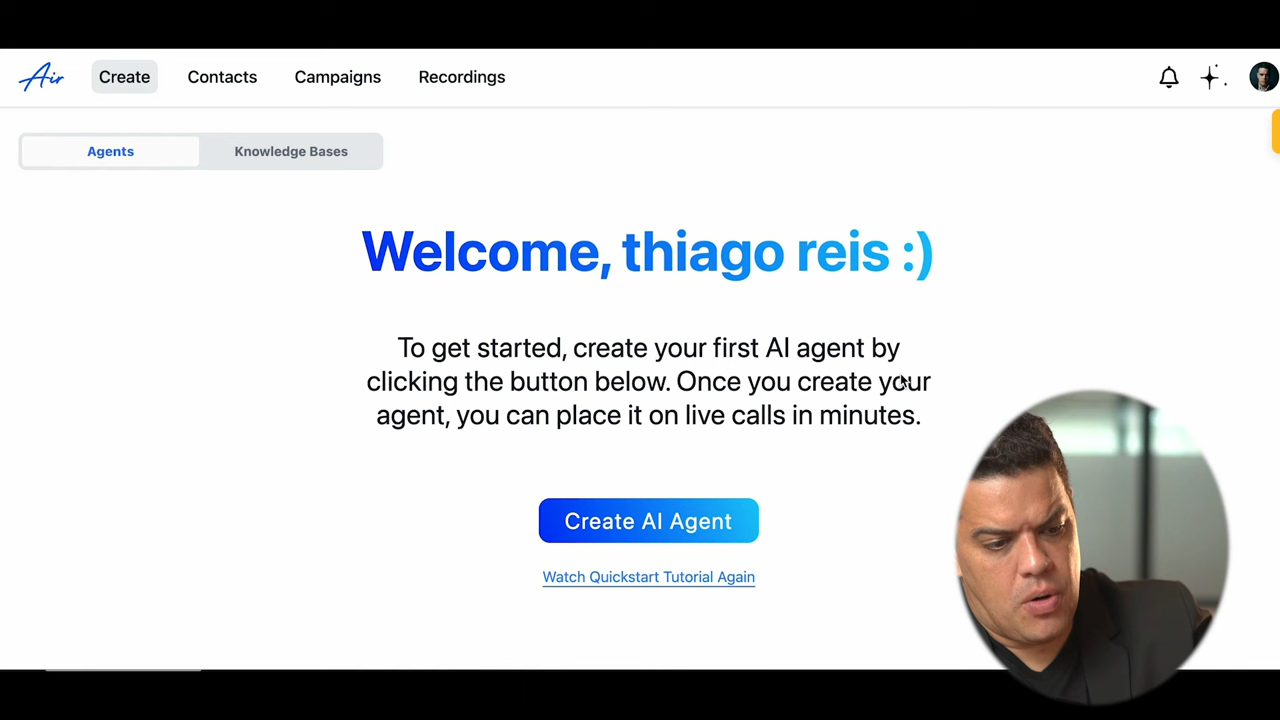 Air
Create
Contacts
Campaigns
Recordings
Agents
Knowledge Bases
Welcome, thiago reis :)
To get started, create your first AI agent by
clicking the button below. Once you create your
agent, you can place it on live calls in minutes.
Create AI Agent
Watch Quickstart Tutorial Again